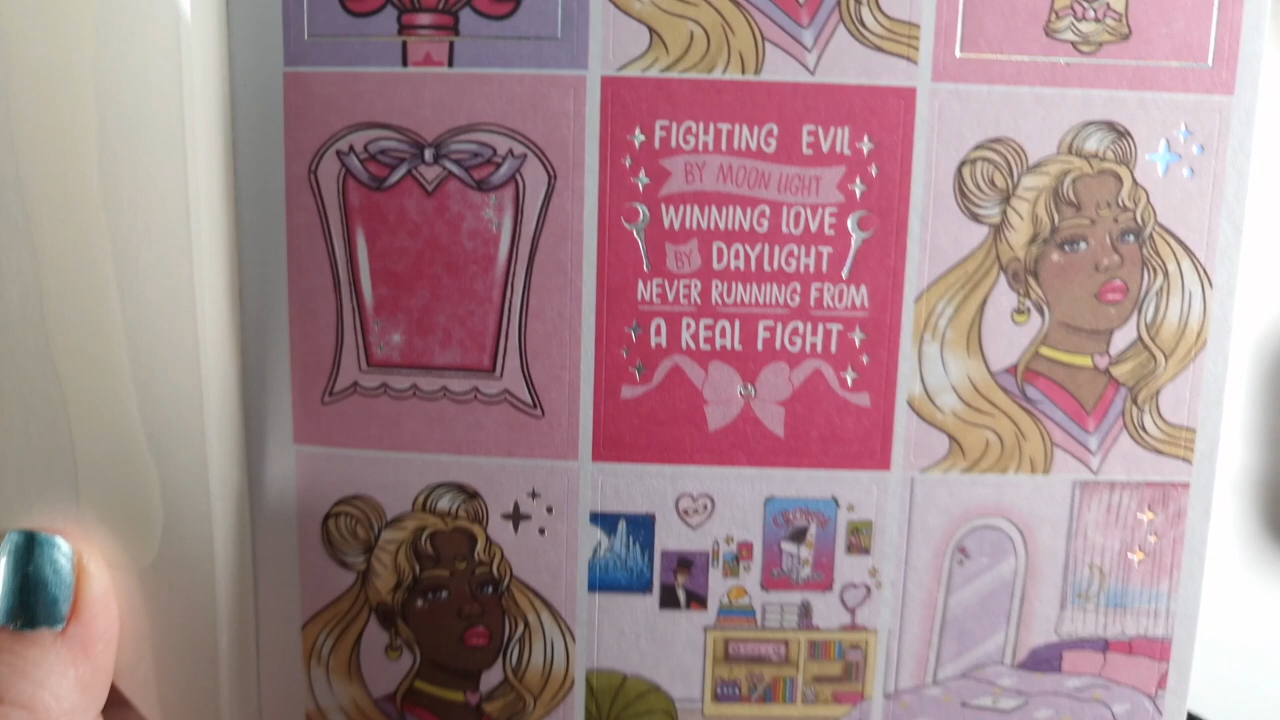 FIGHTING EVIL
BY MOON LIGHT
WINNING LOVE
BY DAYLIGHT
NEVER RUNNING FROM
A REAL FIGHT